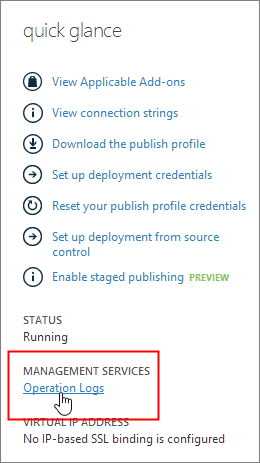 quick glance
View Applicable Add-ons
View connection strings
Download the publish profile
Set up deployment credentials
Reset your publish profile credentials
Set up deployment from source
control
Enable staged publishing PREVIEW
STATUS
Running
MANAGEMENT SERVICES
Operation Logs
VIRTUAL IP ADDRESS
No IP-based SSL binding is configured